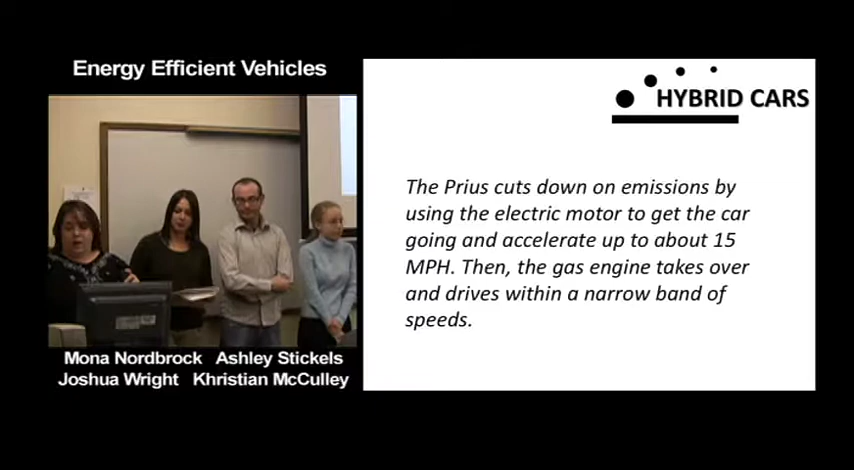 Energy Efficient Vehicles
Mona Nordbrock Ashley Stickels
Joshua Wright Khristian McCulley
HYBRID CARS
The Prius cuts down on emissions by
using the electric motor to get the car
going and accelerate up to about 15
MPH. Then, the gas engine takes over
and drives within a narrow band of
speeds.